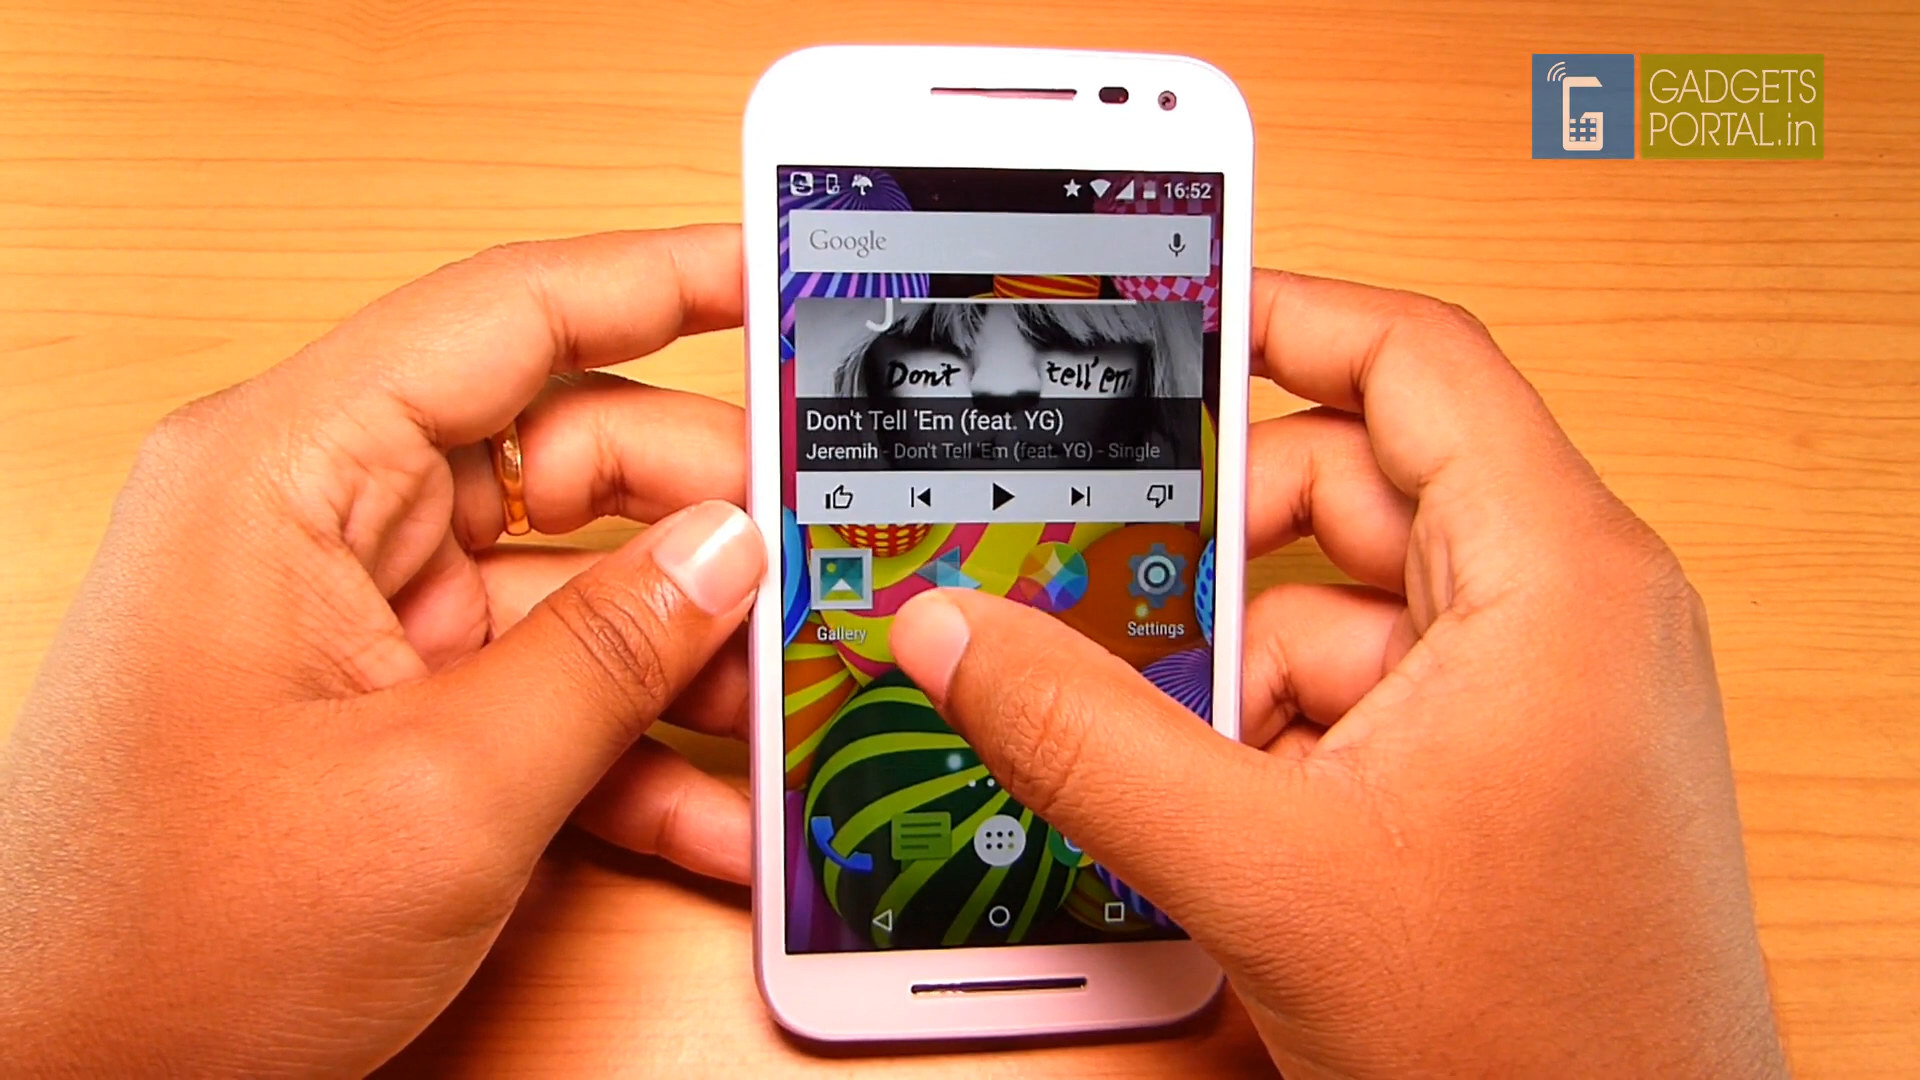 GADGETS
PORTAL.in
16:52
Google
Don't tell 'em.
Don't Tell 'Em (feat. YG)
Jeremih - Don't Tell 'Em (feat. YG) - Single
Gallery
Settings